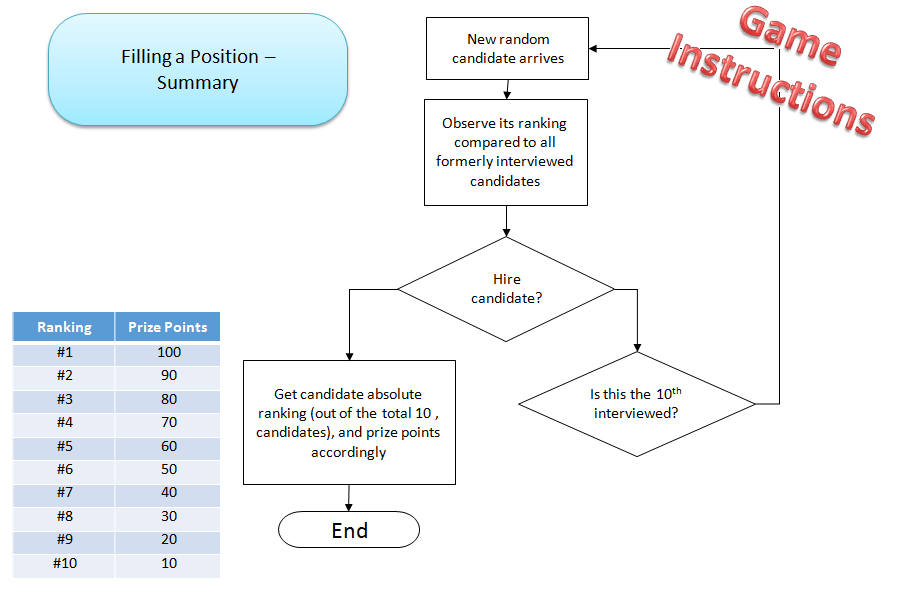 Filling a Position –
Summary
Game
Instructions
New random
candidate arrives
Observe its ranking
compared to all
formerly interviewed
candidates
Hire
candidate?
Is this the 10th
interviewed?
Get candidate absolute
ranking (out of the total 10 ,
candidates), and prize points
accordingly
End
Ranking Prize Points
#1 100
#2 90
#3 80
#4 70
#5 60
#6 50
#7 40
#8 30
#9 20
#10 10